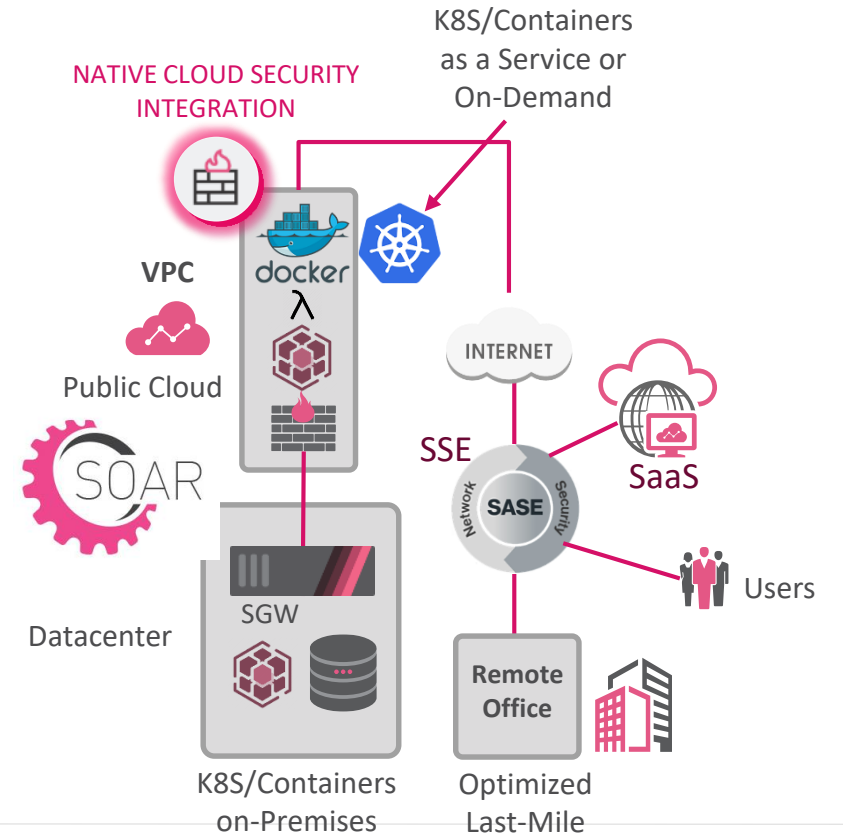 K8S/Containers
as a Service or
On-Demand
NATIVE CLOUD SECURITY
INTEGRATION
docker
λ
VPC
Public Cloud
SOAR
INTERNET
SSE
Network
SASE
Security
SaaS
Users
SGW
Datacenter
Remote
Office
K8S/Containers
on-Premises
Optimized
Last-Mile